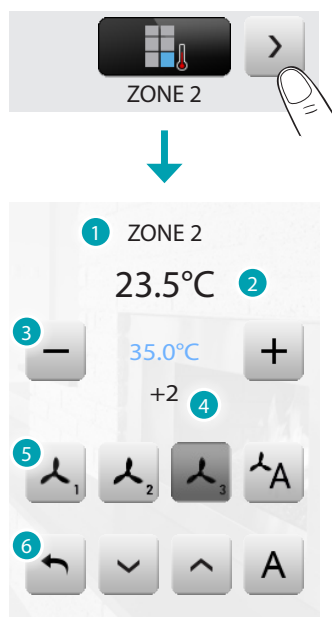 ZONE 2
1 ZONE 2
23.5°C 2
3
− 35.0°C +
+2 4
5
1 2 3 A
6
A